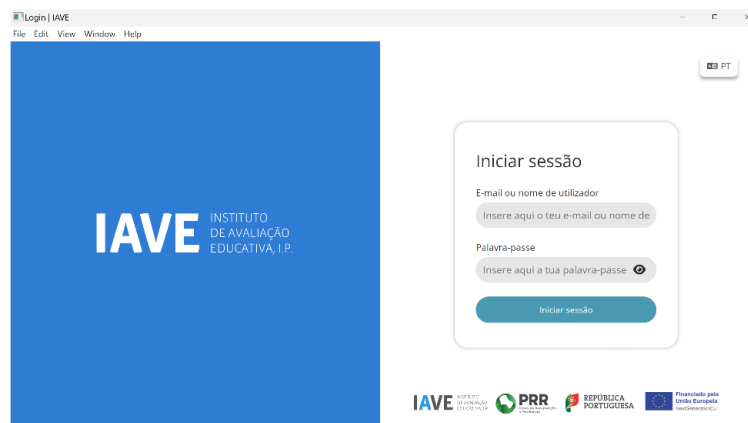 Login | IAVE
File Edit View Window Help
PT
IAVE INSTITUTO
DE AVALIAÇÃO
EDUCATIVA, I.P.
Iniciar sessão
E-mail ou nome de utilizador
Insere aqui o teu e-mail ou nome de
Palavra-passe
Insere aqui a tua palavra-passe
Iniciar sessão
IAVE
PRR
REPÚBLICA
PORTUGUESA
Financiado pela
União Europeia
NextGenerationEU